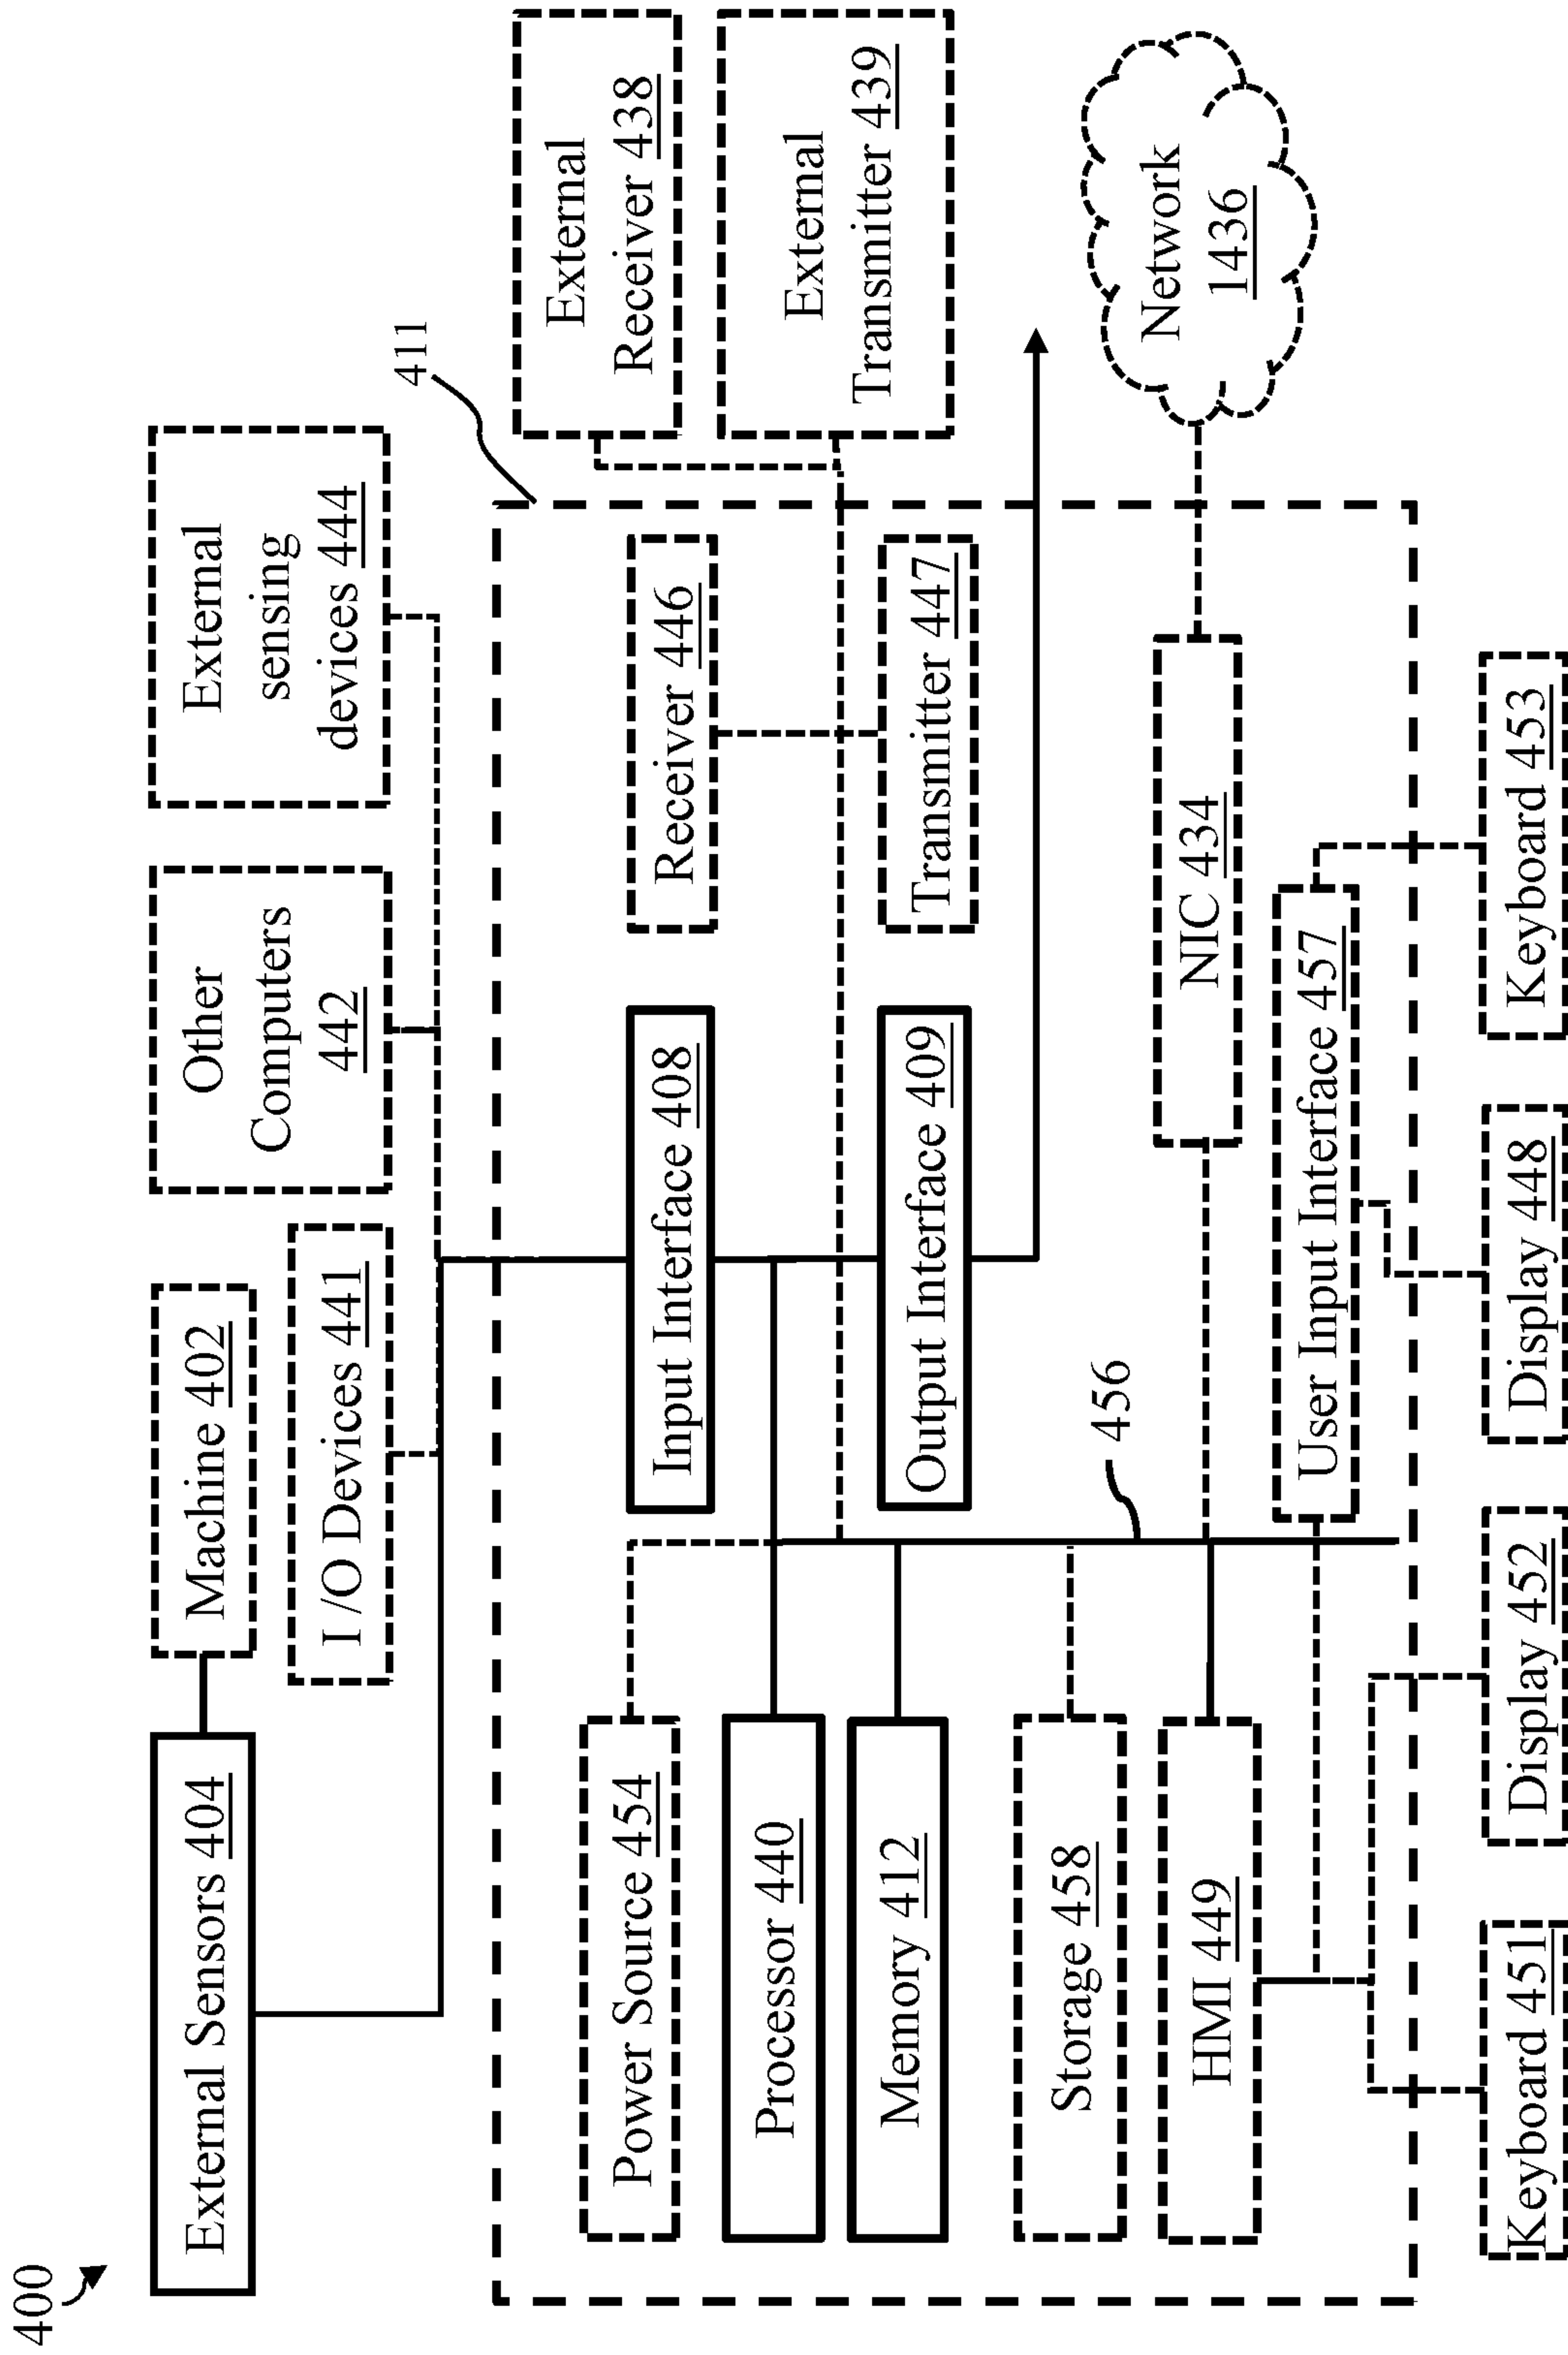 400
External Sensors 404
Machine 402
I /O Devices 441
Other
Computers
442
External
sensing
devices 444
411
Power Source 454
Processor 440
Memory 412
Storage 458
HMI 449
Input Interface 408
Output Interface 409
456
Receiver 446
Transmitter 447
NIC 434
User Input Interface 457
External
Receiver 438
External
Transmitter 439
Network
1436
Keyboard 451
Display 452
Display 448
Keyboard 453